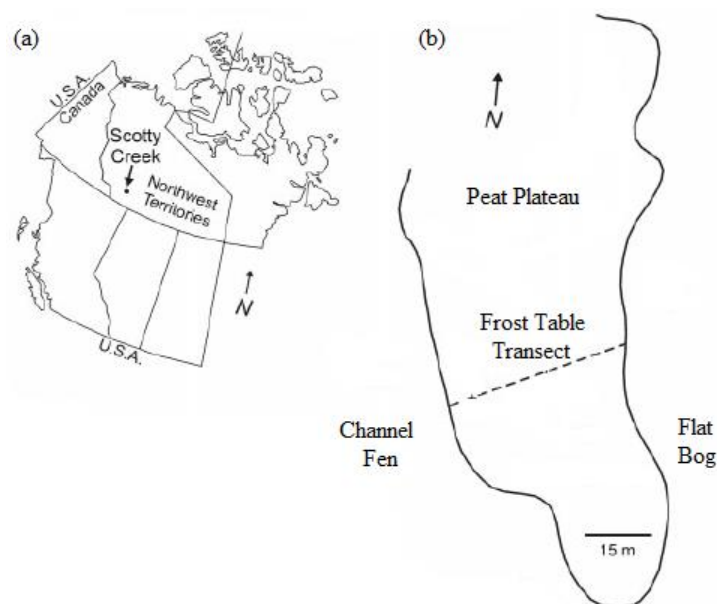 (a)
U.S.A.
Canada
Scotty
Creek
Northwest
Territories
N
U.S.A.
(b)
N
Peat Plateau
Frost Table
Transect
Channel
Fen
Flat
Bog
15 m